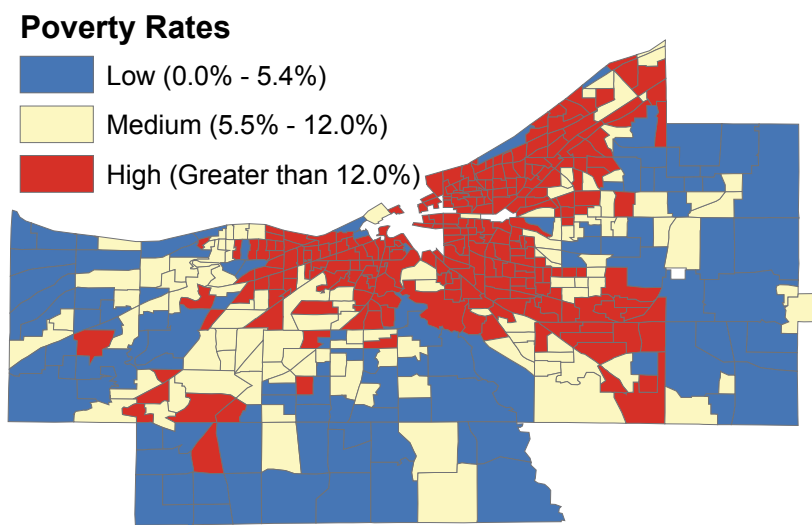 Poverty Rates
Low (0.0% - 5.4%)
Medium (5.5% - 12.0%)
High (Greater than 12.0%)